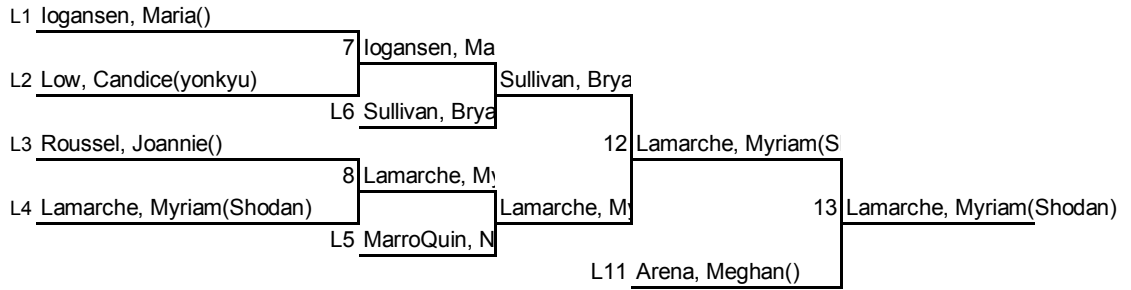 L1 Iogansen, Maria()
7 Iogansen, Ma
L2 Low, Candice(yonkyu)
Sullivan, Brya
L6 Sullivan, Brya
L3 Roussel, Joannie()
12 Lamarche, Myriam(S
8 Lamarche, My
L4 Lamarche, Myriam(Shodan)
Lamarche, My
13 Lamarche, Myriam(Shodan)
L5 MarroQuin, N
L11 Arena, Meghan()